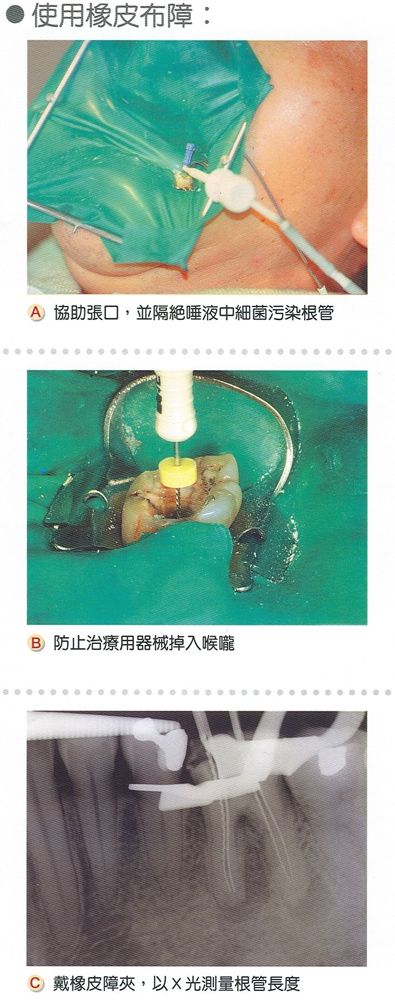 ● 使用橡皮布障：
A 協助張口，並隔絕唾液中細菌污染根管
B 防止治療用器械掉入喉嚨
C 戴橡皮障夾，以X光測量根管長度